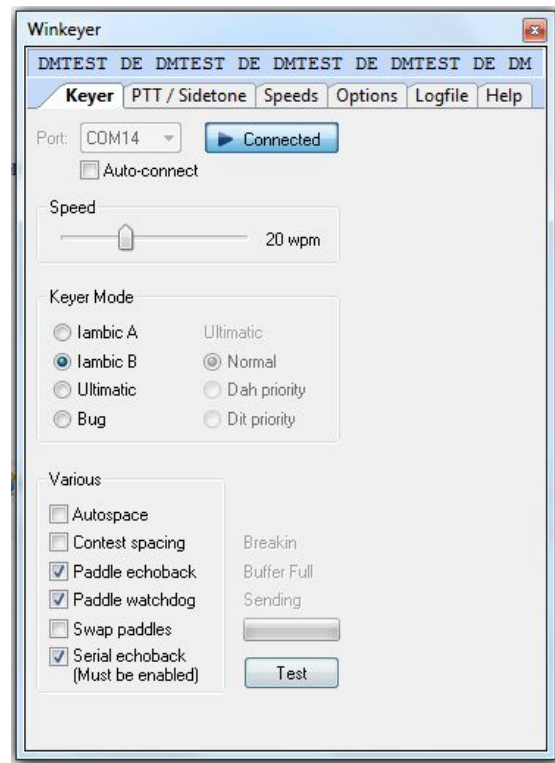 Winkeyer
DMTEST DE DMTEST DE DMTEST DE DMTEST DE DM
Keyer PTT / Sidetone Speeds Options Logfile Help
Port: COM14 Connected
Auto-connect
Speed
20 wpm
Keyer Mode
Iambic A
Iambic B
Ultimatic
Bug
Ultimatic
Normal
Dah priority
Dit priority
Various
Autospace
Contest spacing
Paddle echoback
Paddle watchdog
Swap paddles
Serial echoback
(Must be enabled)
Breakin
Buffer Full
Sending
Test